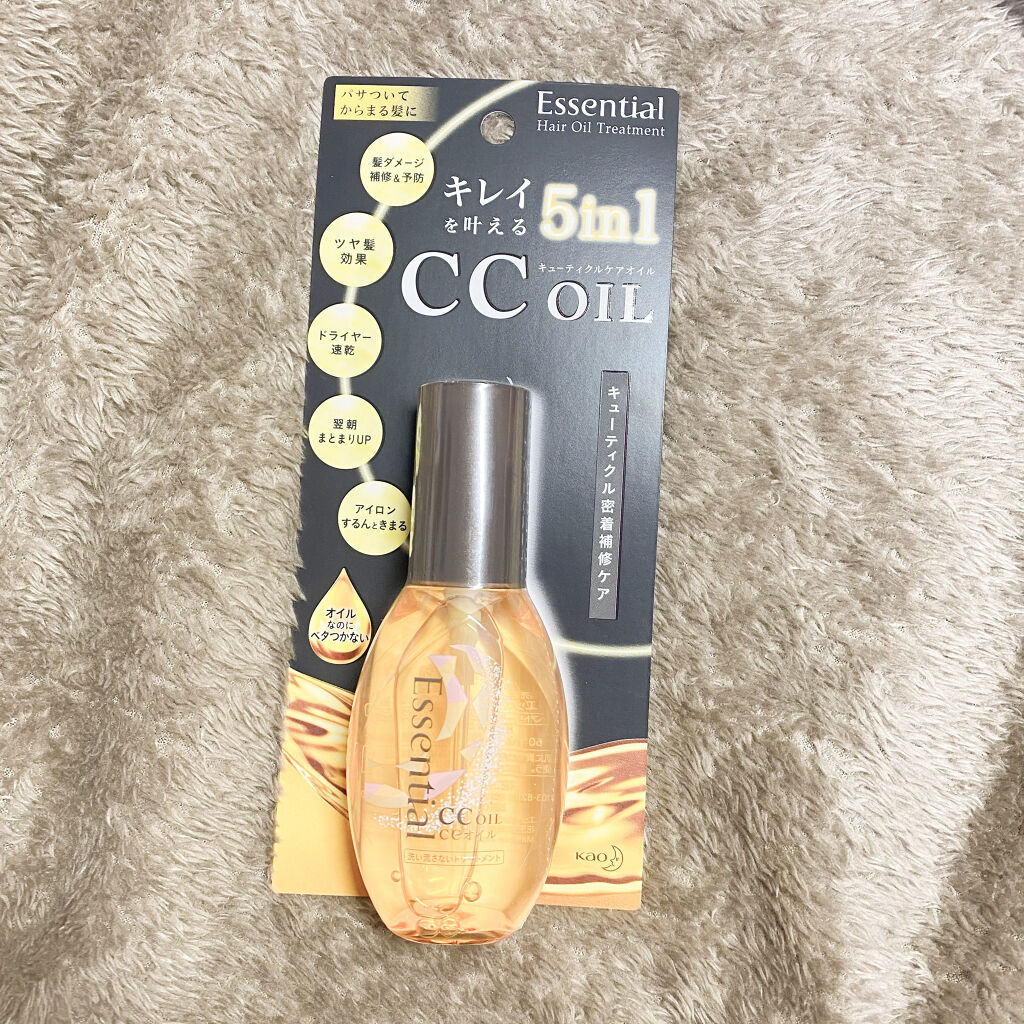 パサついて
からまる髪に
Essential
Hair Oil Treatment
髪ダメージ
補修&予防
キレイ
を叶える
5in1
ツヤ髪
効果
キューティクルケアオイル
CC OIL
ドライヤー
速乾
翌朝
まとまりUP
キューティクル密着補修ケア
アイロン
するんときまる
オイル
なのに
ベタつかない
Essential
CC OIL
CCオイル
洗い流さないトリートメント
Kao